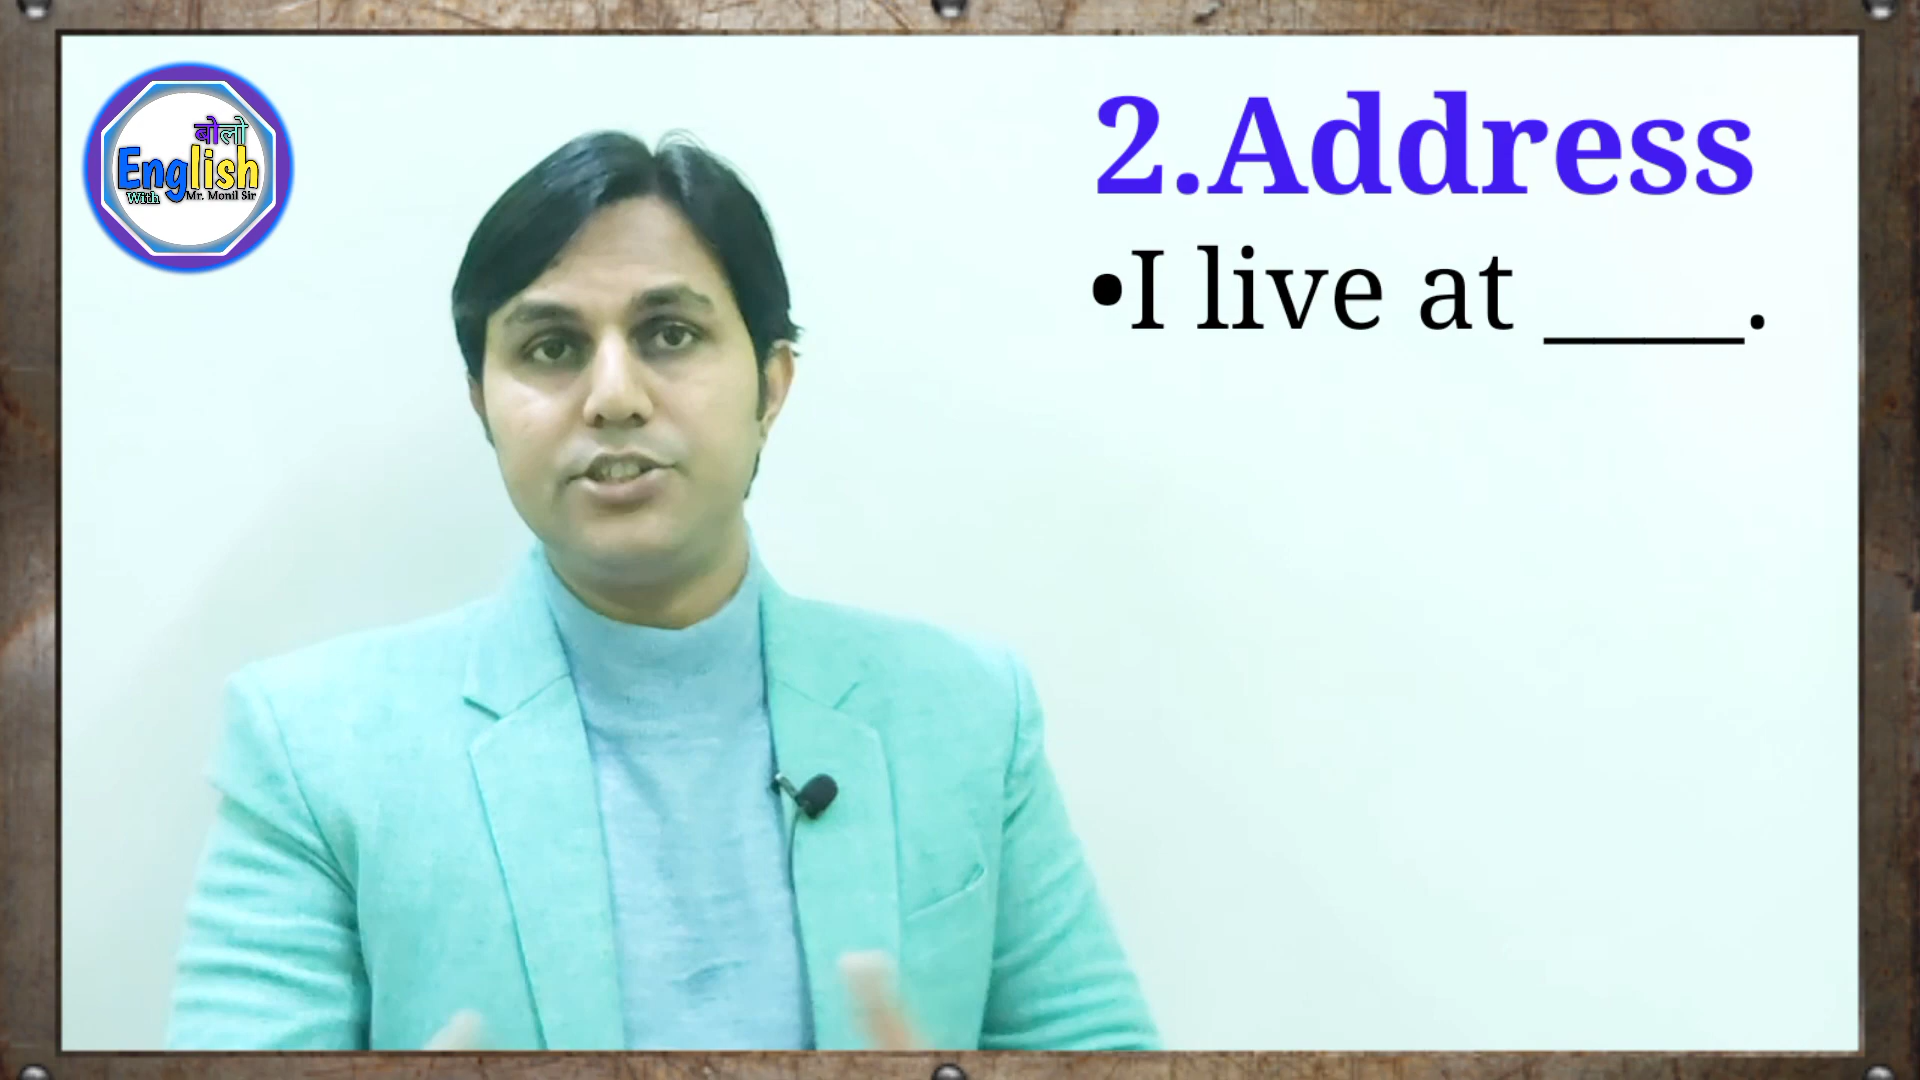 बोलो
English
With Mr. Monil Sir
2.Address
•I live at ____.